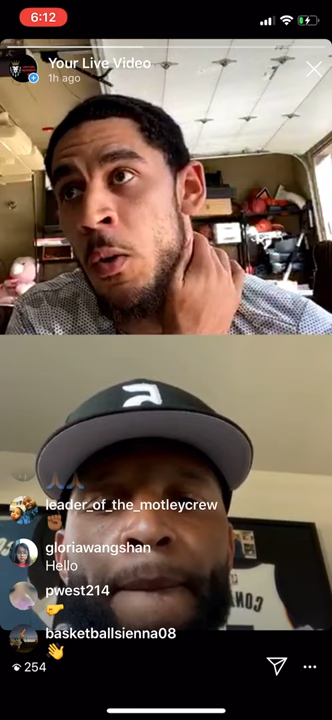 6:12
Your Live Video
1h ago
leader_of_the_motleycrew
gloriawangshan
Hello
pwest214
basketballsienna08
254